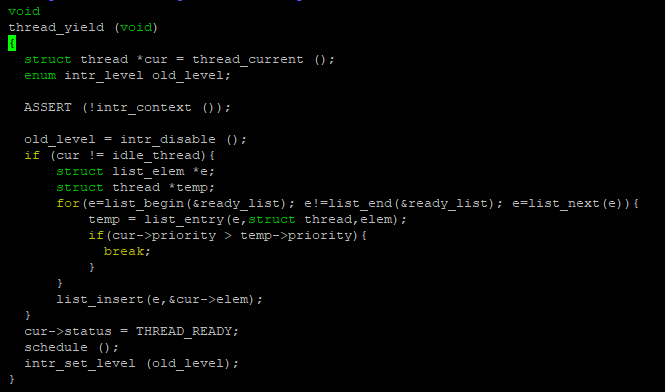 void
thread_yield (void)
{
  struct thread *cur = thread_current ();
  enum intr_level old_level;

  ASSERT (!intr_context ());

  old_level = intr_disable ();
  if (cur != idle_thread){
      struct list_elem *e;
      struct thread *temp;
      for(e=list_begin(&ready_list); e!=list_end(&ready_list); e=list_next(e)){
          temp = list_entry(e,struct thread,elem);
          if(cur->priority > temp->priority){
            break;
          }
      }
      list_insert(e,&cur->elem);
  }
  cur->status = THREAD_READY;
  schedule ();
  intr_set_level (old_level);
}